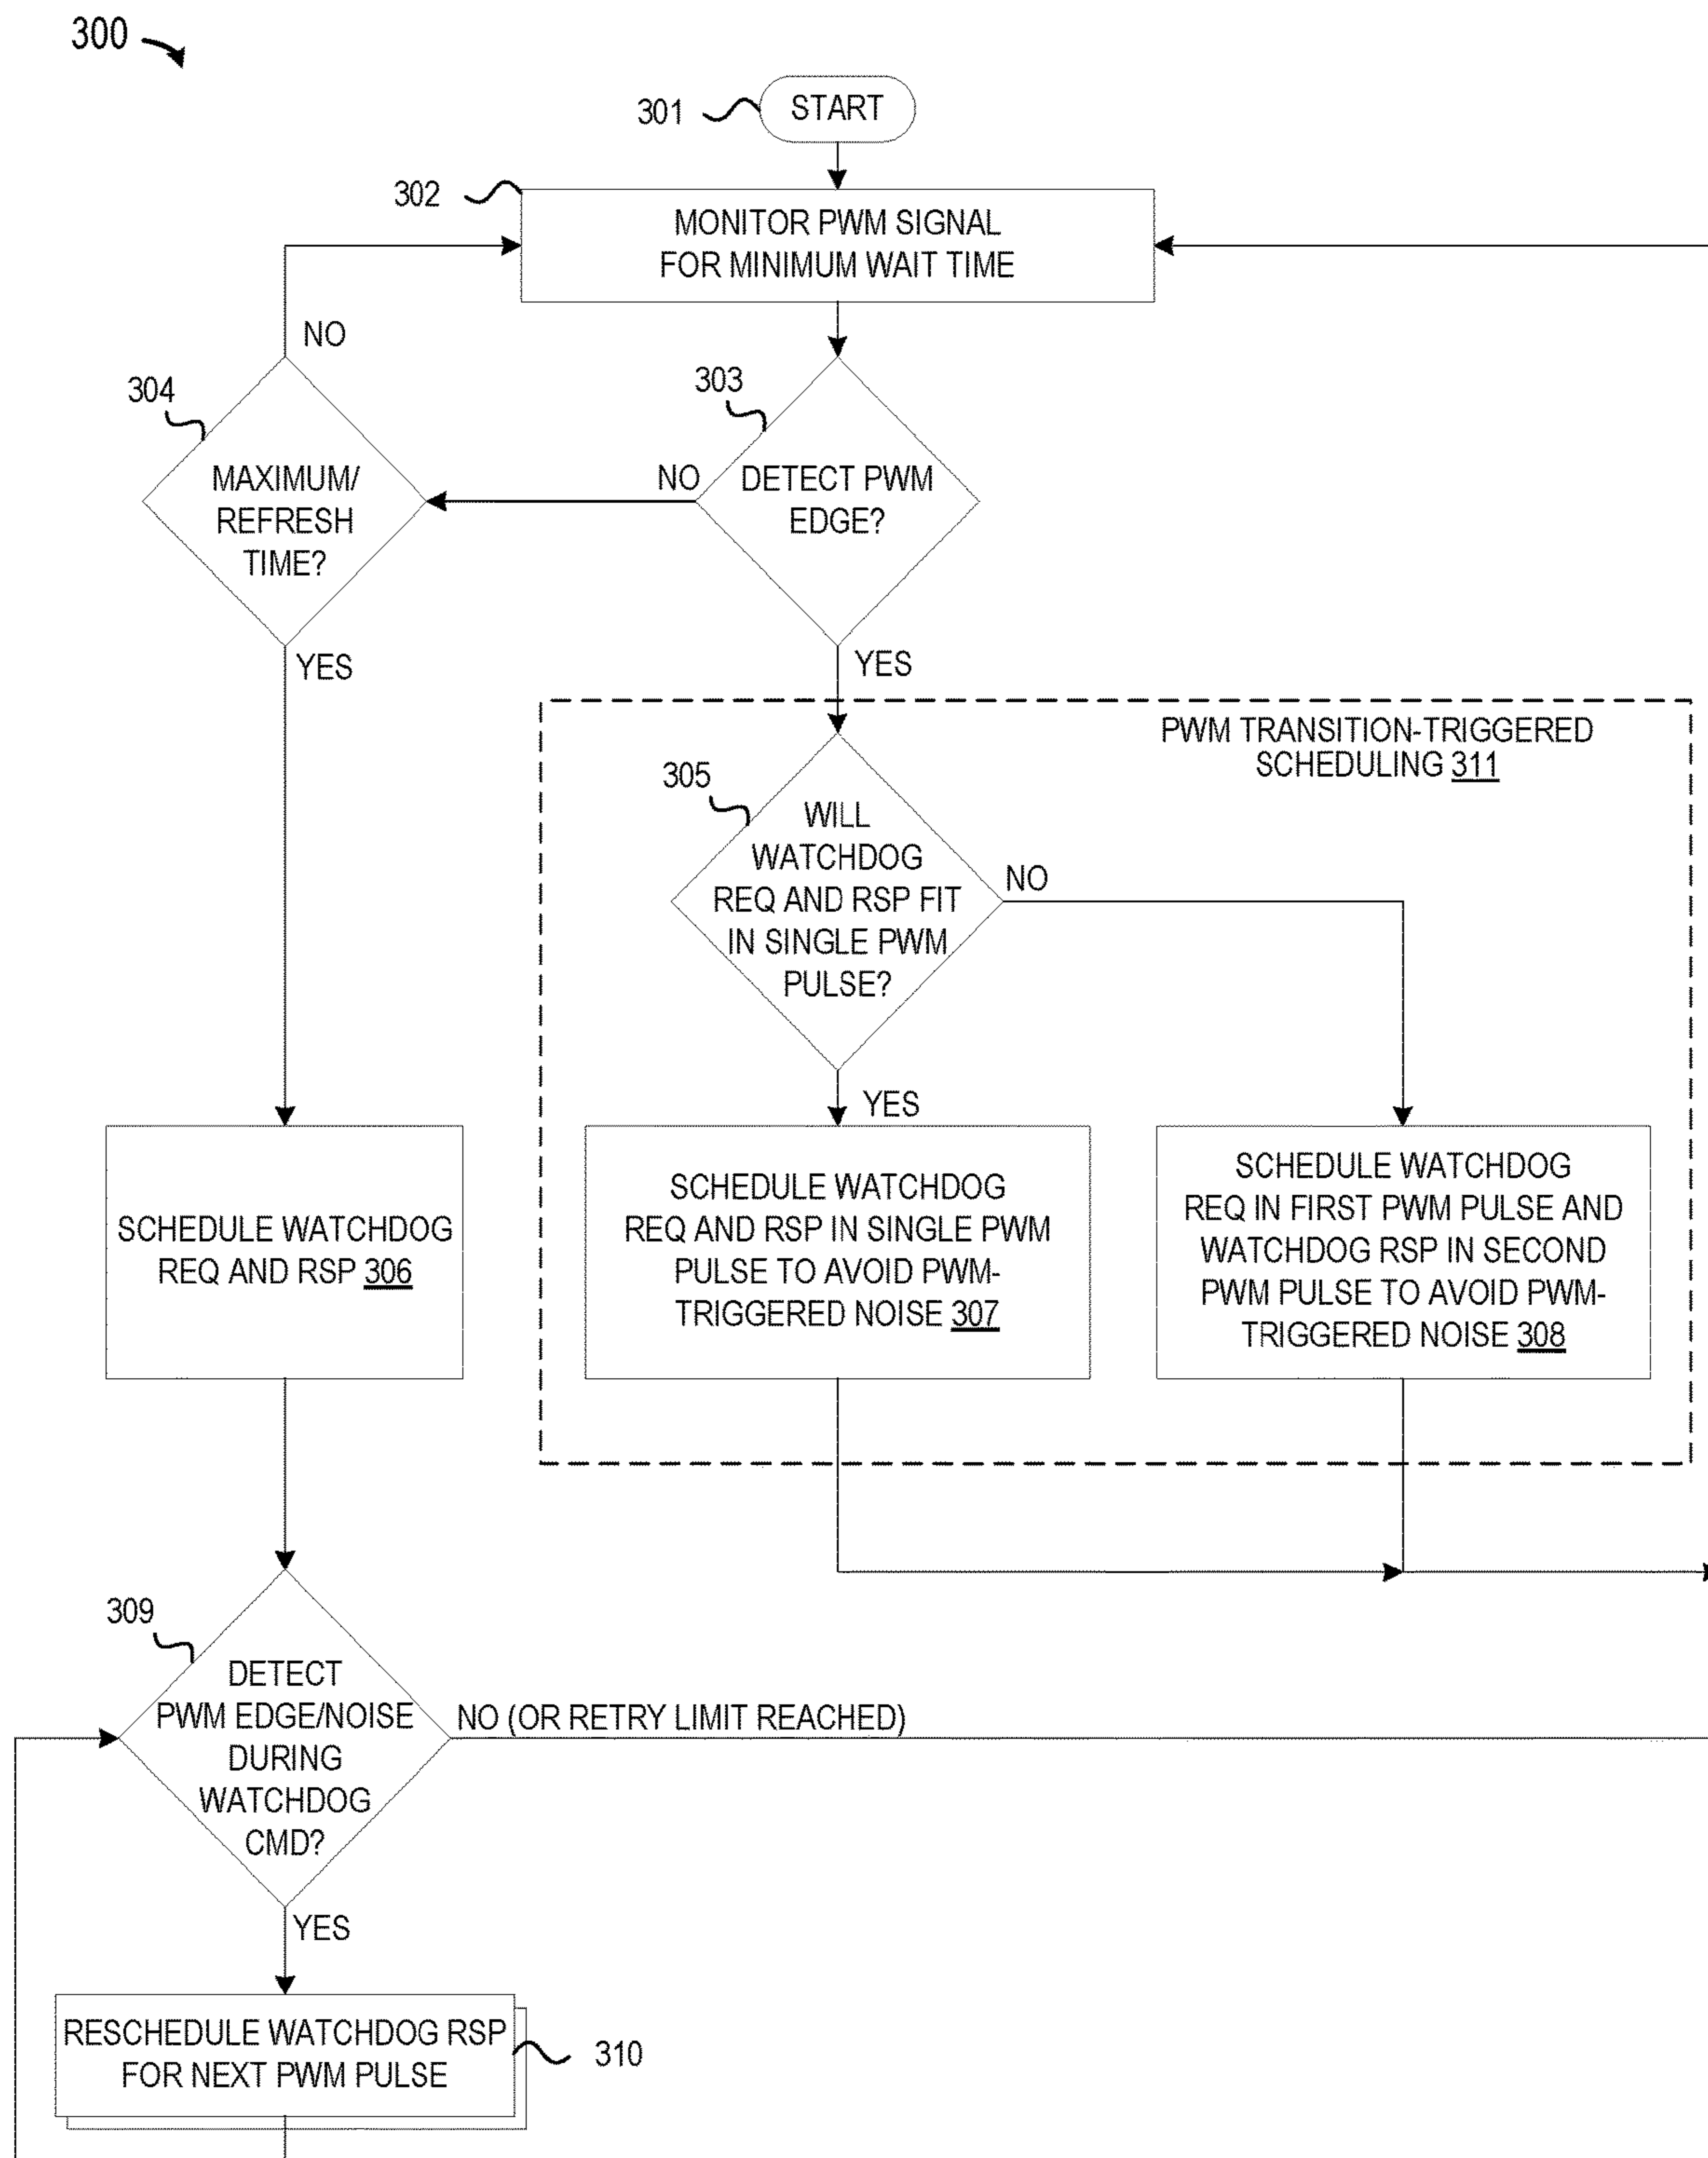 300
301
START
302
MONITOR PWM SIGNAL
FOR MINIMUM WAIT TIME
NO
304
303
MAXIMUM/
REFRESH
TIME?
NO
DETECT PWM
EDGE?
YES
YES
PWM TRANSITION-TRIGGERED
SCHEDULING 311
305
WILL
WATCHDOG
REQ AND RSP FIT
IN SINGLE PWM
PULSE?
NO
YES
SCHEDULE WATCHDOG
REQ AND RSP 306
SCHEDULE WATCHDOG
REQ AND RSP IN SINGLE PWM
PULSE TO AVOID PWM-
TRIGGERED NOISE 307
SCHEDULE WATCHDOG
REQ IN FIRST PWM PULSE AND
WATCHDOG RSP IN SECOND
PWM PULSE TO AVOID PWM-
TRIGGERED NOISE 308
309
DETECT
PWM EDGE/NOISE
DURING
WATCHDOG
CMD?
NO (OR RETRY LIMIT REACHED)
YES
RESCHEDULE WATCHDOG RSP
FOR NEXT PWM PULSE
310